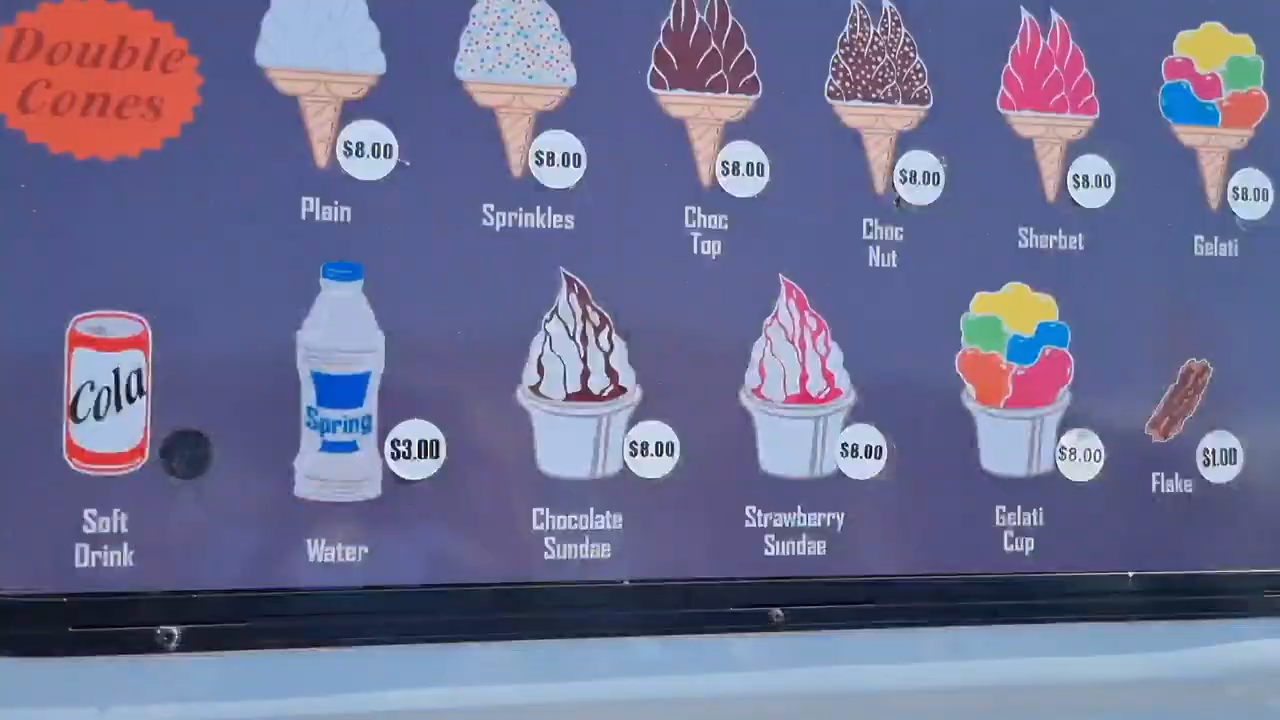 Double
Cones
$8.00
$8.00
$8.00
$8.00
$8.00
$8.00
Plain
Sprinkles
Choc
Top
Choc
Nut
Sherbet
Gelati
Cola
Spring
$3.00
$8.00
$8.00
$8.00
$1.00
Soft
Drink
Water
Chocolate
Sundae
Strawberry
Sundae
Gelati
Cup
Flake